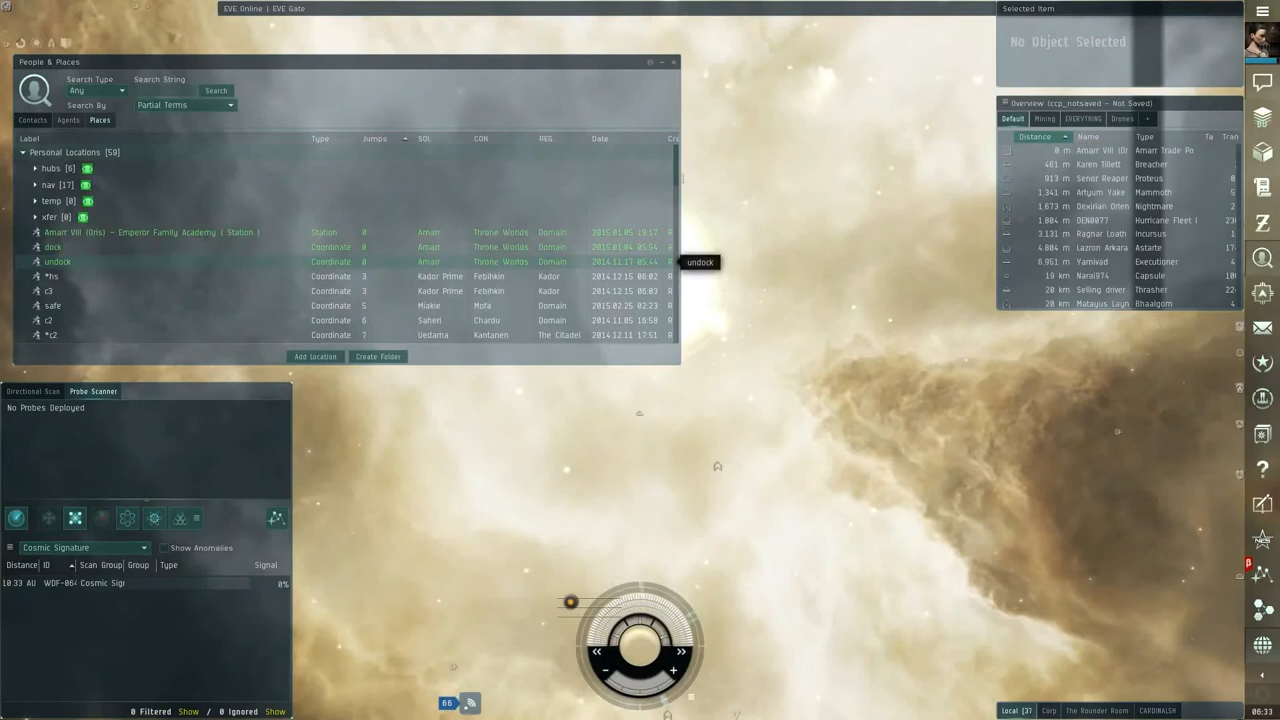 EVE Online | EVE Gate
Selected Item
No Object Selected
People & Places
Search Type
Search String
Any
Search
Search By
Partial Terms
Contacts Agents Places
Label Type Jumps SOL CON REG Date Cre
Personal Locations [59]
hubs [6]
nav [17]
temp [0]
xfer [0]
Amarr VIII (Oris) – Emperor Family Academy ( Station ) Station 0 Amarr Throne Worlds Domain 2015.01.05 19:17 R
dock Coordinate 0 Amarr Throne Worlds Domain 2015.01.04 05:54 R
undock Coordinate 0 Amarr Throne Worlds Domain 2014.11.17 05:44 R
undock
*hs Coordinate 3 Kador Prime Febihkin Kador 2014.12.15 06:02 R
c3 Coordinate 3 Kador Prime Febihkin Kador 2014.12.15 06:03 R
safe Coordinate 5 Miakie Mofa Domain 2015.02.25 02:23 R
c2 Coordinate 6 Saheri Chardu Domain 2014.11.05 16:58 R
*c2 Coordinate 7 Uedama Kantanen The Citadel 2014.12.11 17:51 R
Add Location Create Folder
Overview (ccp_notsaved – Not Saved)
Default Mining EVERYTHING Drones +
Distance Name Type Ta Tran
0 m Amarr VIII (Or Amarr Trade Po
461 m Karen Tillett Breacher
913 m Senor Reaper Proteus 8
1,341 m Artyum Yake Mammoth
1,673 m Dexirian Orten Nightmare 2
1,804 m DEN0077 Hurricane Fleet I 23
3,131 m Ragnar Loath Incursus
4,804 m Lazron Arkara Astarte 14
6,951 m Yamivad Executioner
19 km Narai974 Capsule 10
20 km Selling driver Thrasher 22
20 km Matayus Layn Bhaalgorn
Directional Scan Probe Scanner
No Probes Deployed
Cosmic Signature
Show Anomalies
Distance ID Scan Group Group Type Signal
10.33 AU WDF-064 Cosmic Sigr 0%
0 Filtered Show / 0 Ignored Show
66
Local [37 Corp The Rounder Room CARDINALSH
06:33